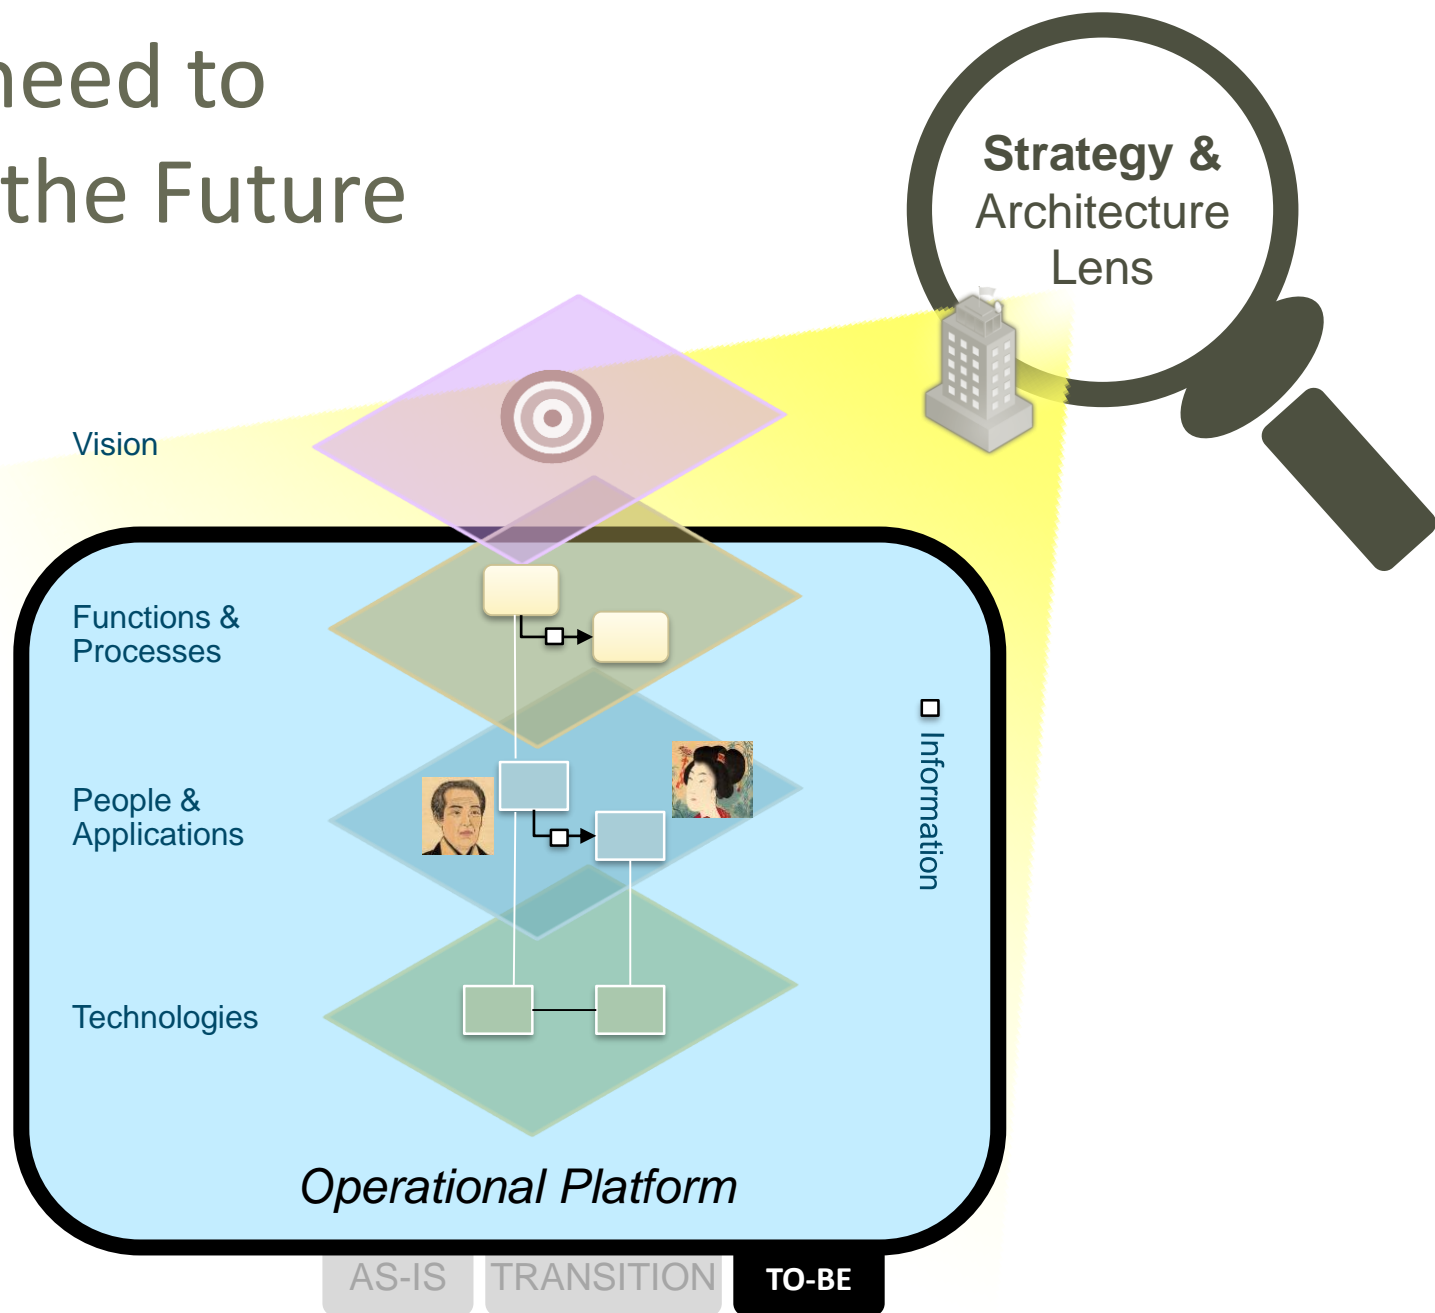 need to
the Future
Strategy &
Architecture
Lens
Vision
Functions &
Processes
People &
Applications
Information
Technologies
Operational Platform
AS-IS
TRANSITION
TO-BE